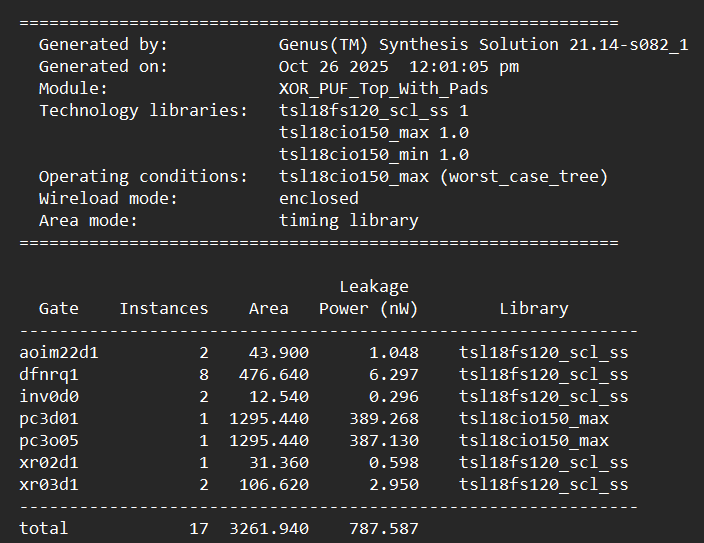 ============================================================
  Generated by:           Genus(TM) Synthesis Solution 21.14-s082_1
  Generated on:           Oct 26 2025  12:01:05 pm
  Module:                 XOR_PUF_Top_With_Pads
  Technology libraries:   tsl18fs120_scl_ss 1
                          tsl18cio150_max 1.0
                          tsl18cio150_min 1.0
  Operating conditions:   tsl18cio150_max (worst_case_tree)
  Wireload mode:          enclosed
  Area mode:              timing library
============================================================

                                Leakage
  Gate    Instances    Area   Power (nW)         Library
--------------------------------------------------------------
aoim22d1          2    43.900      1.048    tsl18fs120_scl_ss
dfnrq1            8   476.640      6.297    tsl18fs120_scl_ss
inv0d0            2    12.540      0.296    tsl18fs120_scl_ss
pc3d01            1  1295.440    389.268    tsl18cio150_max
pc3o05            1  1295.440    387.130    tsl18cio150_max
xr02d1            1    31.360      0.598    tsl18fs120_scl_ss
xr03d1            2   106.620      2.950    tsl18fs120_scl_ss
--------------------------------------------------------------
total            17  3261.940    787.587